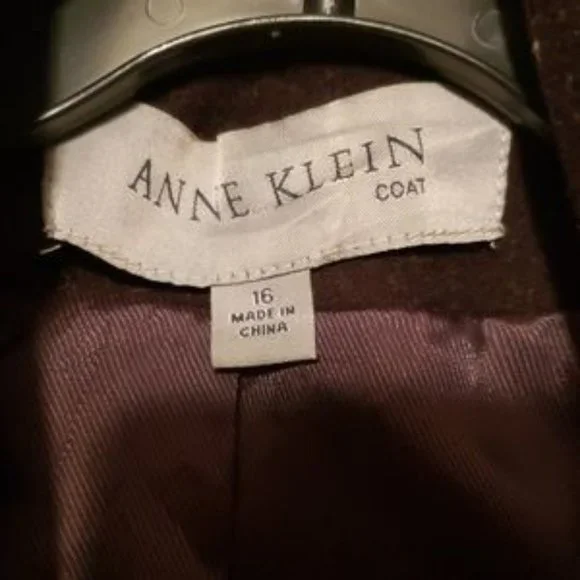 ANNE KLEIN
COAT
16
MADE IN
CHINA